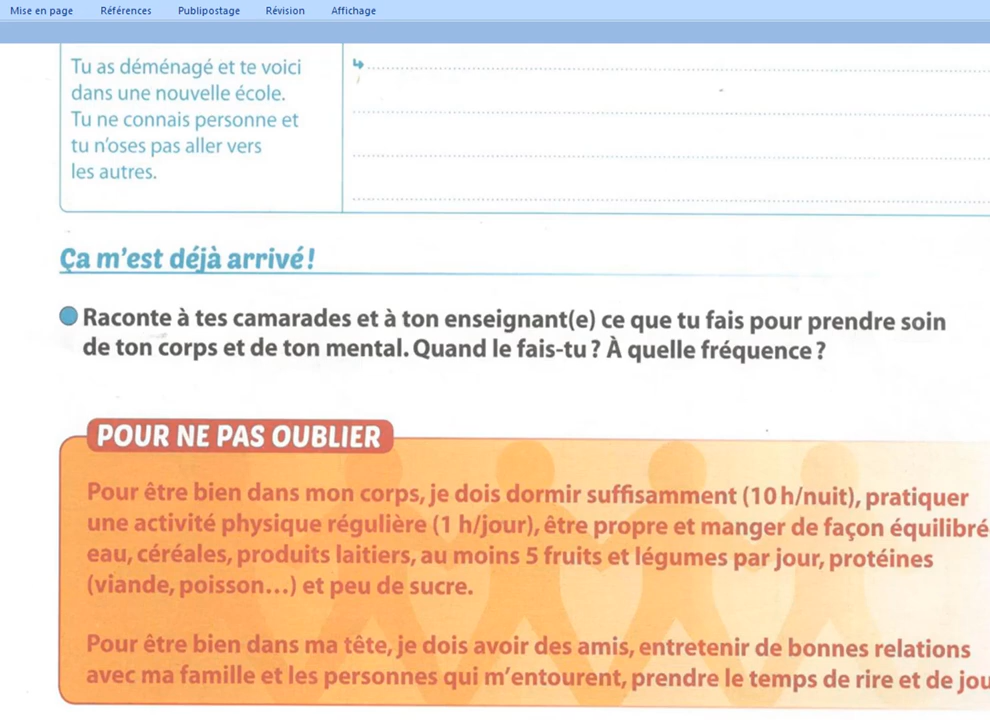 Mise en page Références Publipostage Révision Affichage
Tu as déménagé et te voici
dans une nouvelle école.
Tu ne connais personne et
tu n'oses pas aller vers
les autres.
Ça m'est déjà arrivé !
Raconte à tes camarades et à ton enseignant(e) ce que tu fais pour prendre soin
de ton corps et de ton mental. Quand le fais-tu ? À quelle fréquence ?
POUR NE PAS OUBLIER
Pour être bien dans mon corps, je dois dormir suffisamment (10 h/nuit), pratiquer
une activité physique régulière (1 h/jour), être propre et manger de façon équilibré
eau, céréales, produits laitiers, au moins 5 fruits et légumes par jour, protéines
(viande, poisson...) et peu de sucre.
Pour être bien dans ma tête, je dois avoir des amis, entretenir de bonnes relations
avec ma famille et les personnes qui m'entourent, prendre le temps de rire et de jou